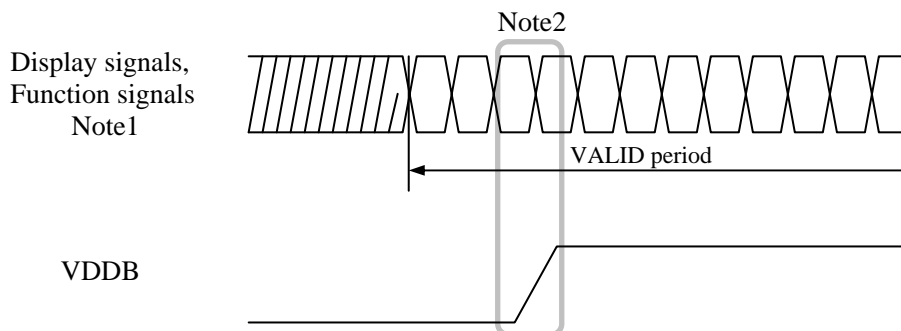 Note2
Display signals,
Function signals
Note1
VALID period
VDDB